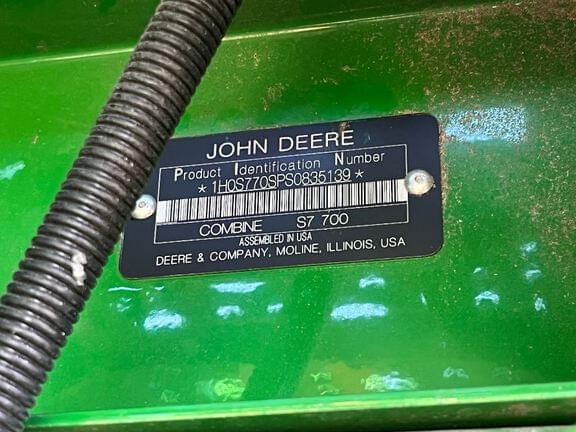 JOHN DEERE
Product Identification Number
*1H0S770SPS0835139*
COMBINE S7 700
ASSEMBLED IN USA
DEERE & COMPANY, MOLINE, ILLINOIS, USA